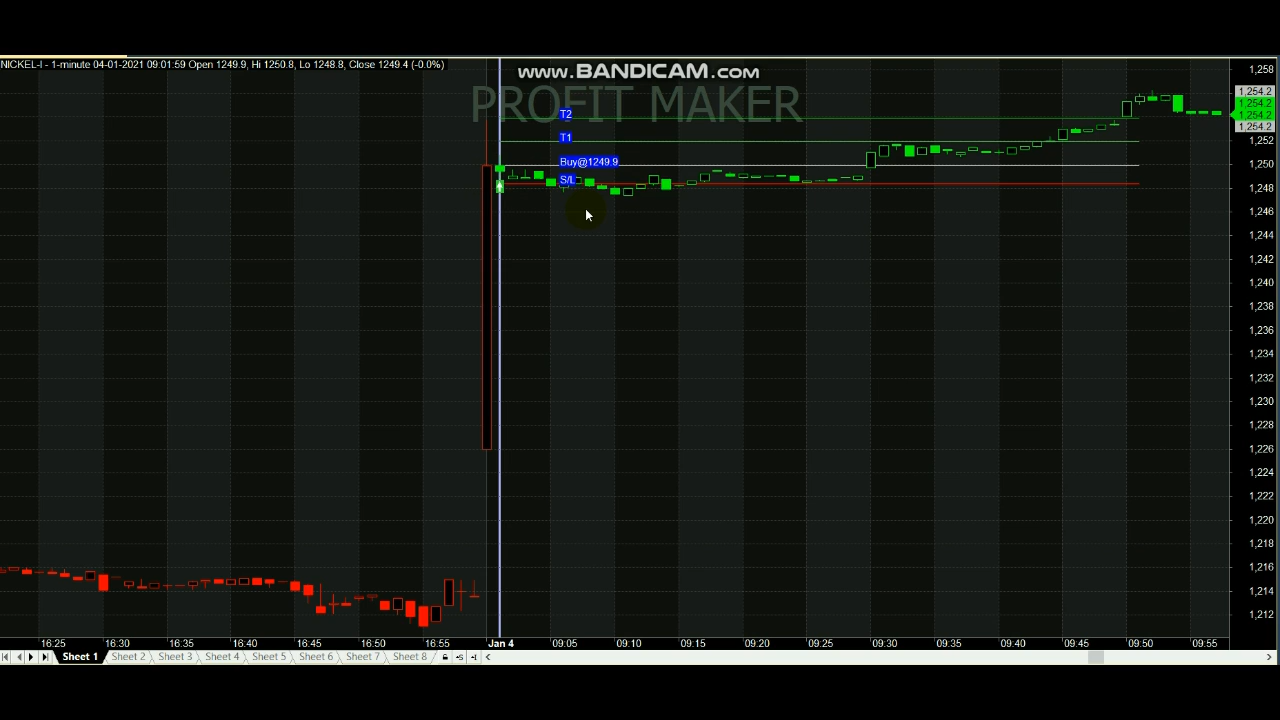 NICKEL-I - 1-minute 04-01-2021 09:01:59 Open 1249.9, Hi 1250.8, Lo 1248.8, Close 1249.4 (-0.0%)
www.BANDICAM.com
PROFIT MAKER
T2
T1
Buy@1249.9
S/L
1,258
1,254.2
1,254.2
1,254.2
1,254.2
1,252
1,250
1,248
1,246
1,244
1,242
1,240
1,238
1,236
1,234
1,232
1,230
1,228
1,226
1,224
1,222
1,220
1,218
1,216
1,214
1,212
16:25 16:30 16:35 16:40 16:45 16:50 16:55 Jan 4 09:05 09:10 09:15 09:20 09:25 09:30 09:35 09:40 09:45 09:50 09:55
Sheet 1 Sheet 2 Sheet 3 Sheet 4 Sheet 5 Sheet 6 Sheet 7 Sheet 8